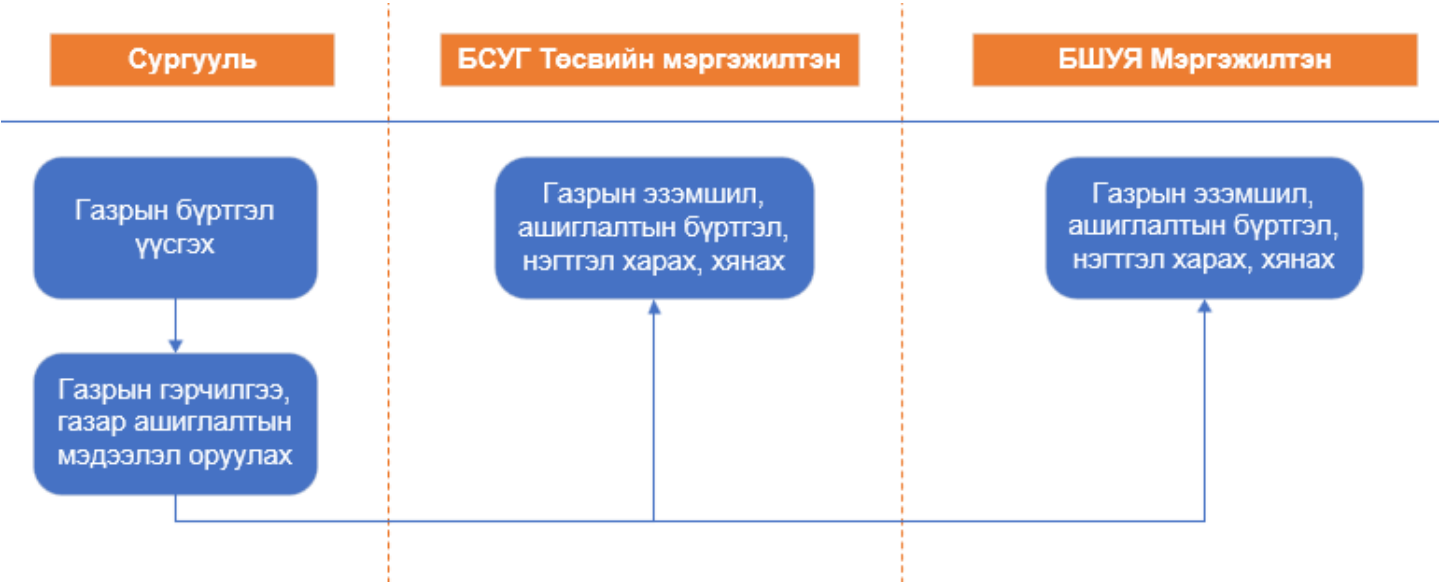 Сургууль
БСУГ Төсвийн мэргэжилтэн
БШУЯ Мэргэжилтэн
Газрын бүртгэл
үүсгэх
Газрын эзэмшил,
ашиглалтын бүртгэл,
нэгтгэл харах, хянах
Газрын эзэмшил,
ашиглалтын бүртгэл,
нэгтгэл харах, хянах
Газрын гэрчилгээ,
газар ашиглалтын
мэдээлэл оруулах